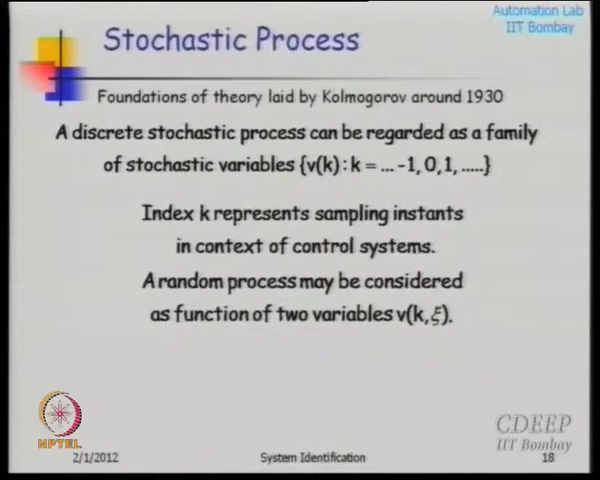 Automation Lab
IIT Bombay
Stochastic Process
Foundations of theory laid by Kolmogorov around 1930
A discrete stochastic process can be regarded as a family
of stochastic variables {v(k) : k = ... -1, 0, 1, .....}
Index k represents sampling instants
in context of control systems.
A random process may be considered
as function of two variables v(k, ξ).
NPTEL
CDEEP
IIT Bombay
2/1/2012
System Identification
18